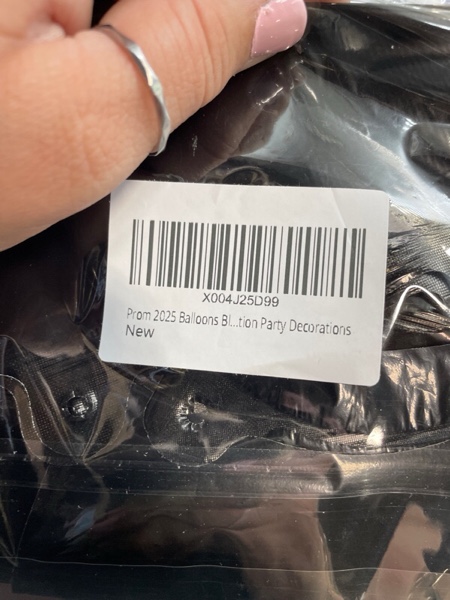 X004J25D99
Prom 2025 Balloons Bl...tion Party Decorations
New